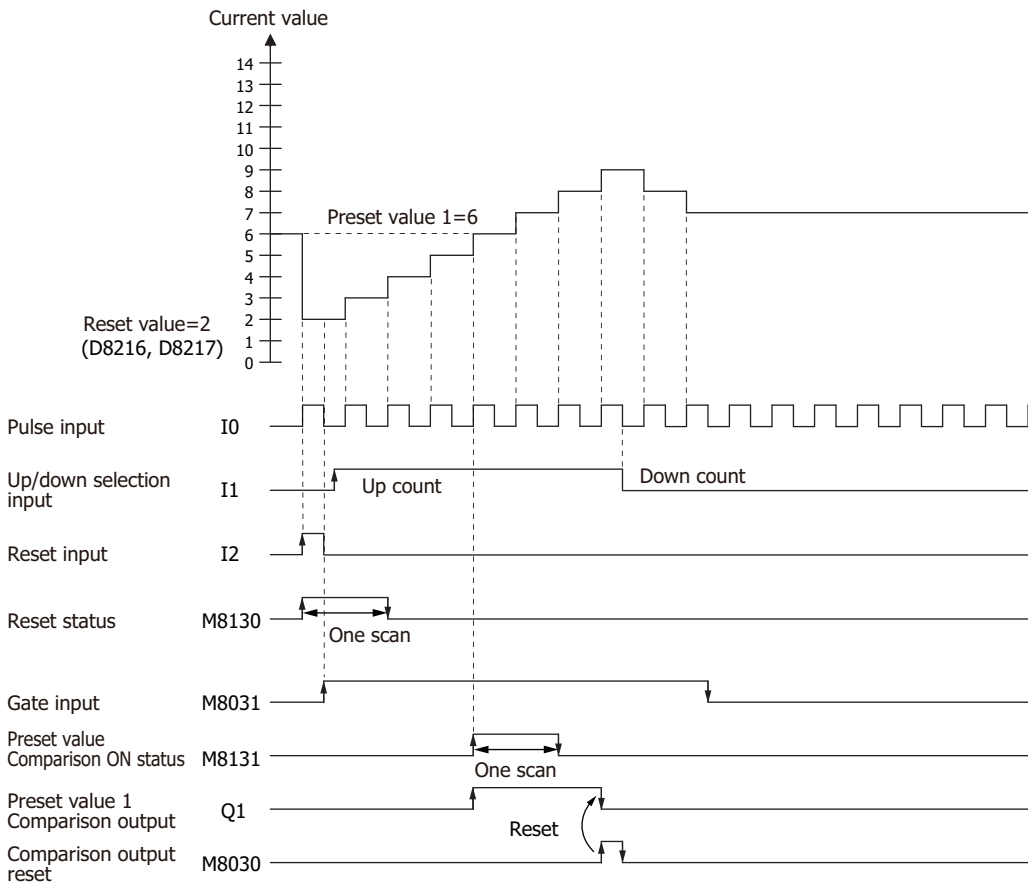 Current value
14
13
12
11
10
9
8
7
Preset value 1=6
6
5
4
3
Reset value=2
2
(D8216, D8217)
1
0
Pulse input I0
Up/down selection
input
I1
Up count
Down count
Reset input I2
Reset status M8130
One scan
Gate input M8031
Preset value
Comparison ON status M8131
One scan
Preset value 1
Comparison output
Q1
Reset
Comparison output
reset
M8030